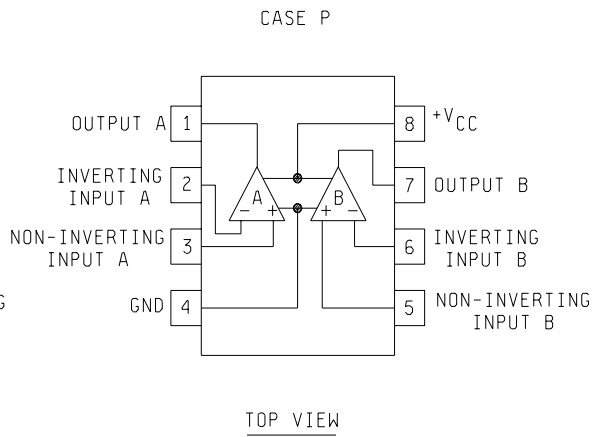 CASE P
OUTPUT A 1
8 +VCC
INVERTING
INPUT A
2
7 OUTPUT B
A
B
- +
+ -
NON-INVERTING
INPUT A
3
6 INVERTING
INPUT B
G
GND 4
5 NON-INVERTING
INPUT B
TOP VIEW